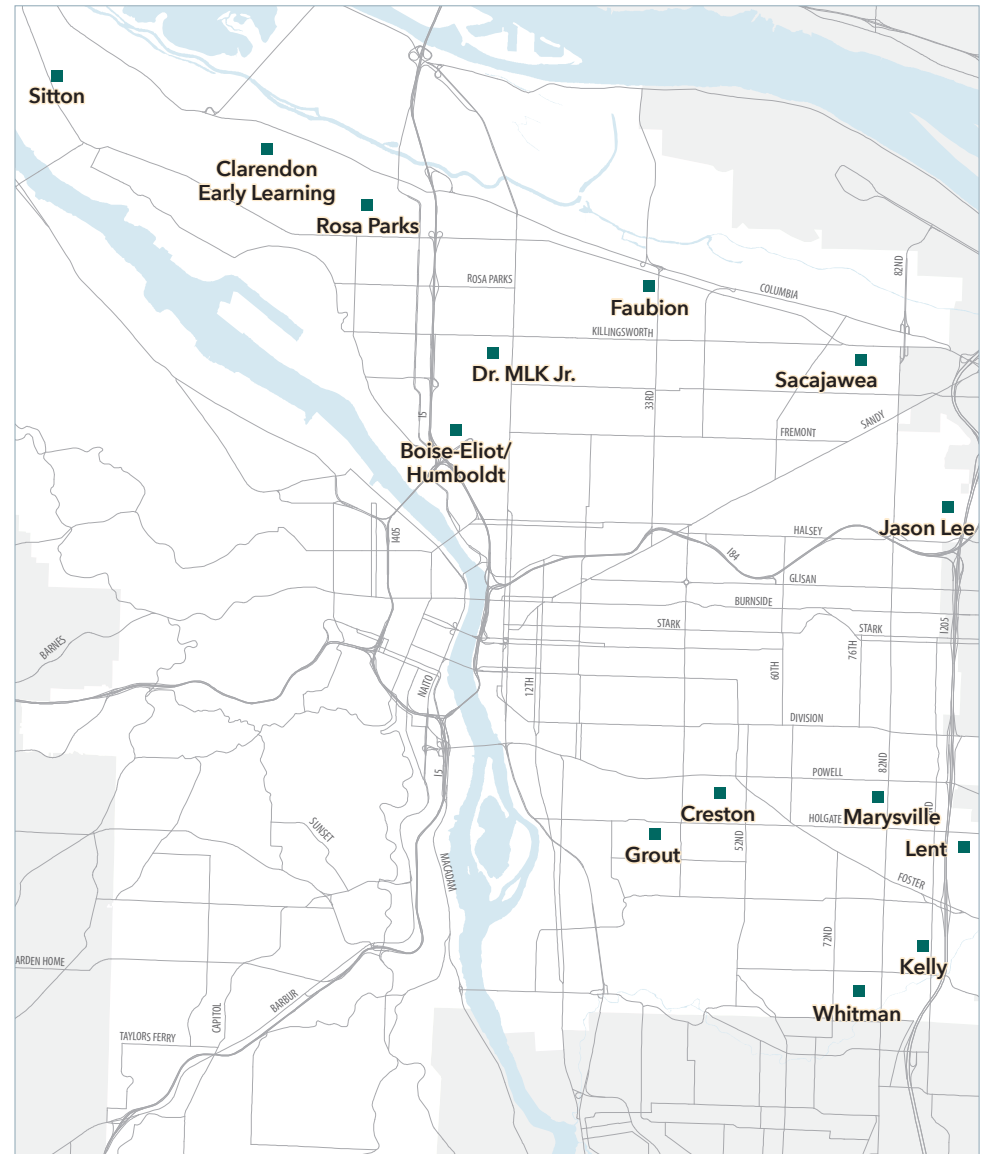 Sitton
Clarendon
Early Learning
Rosa Parks
82ND
ROSA PARKS
COLUMBIA
Faubion
KILLINGSWORTH
Dr. MLK Jr.
Sacajawea
33RD
I5
SANDY
FREMONT
Boise-Eliot/
Humboldt
Jason Lee
I405
HALSEY
I84
GLISAN
BURNSIDE
STARK
STARK
I205
BARNES
76TH
60TH
NAITO
12TH
DIVISION
82ND
I5
POWELL
Creston
HOLGATE
Marysville
SUNSET
52ND
Grout
Lent
MACADAM
FOSTER
72ND
ARDEN HOME
Kelly
BARBUR
CAPITOL
Whitman
TAYLORS FERRY